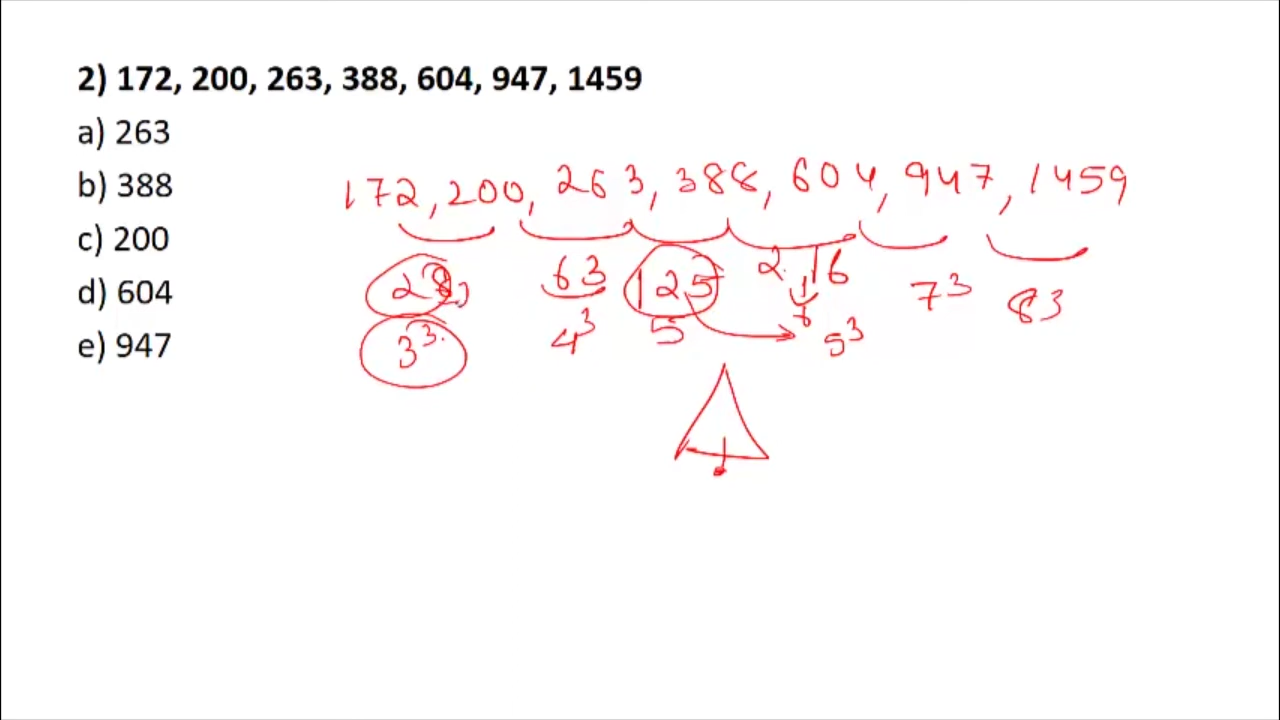 2) 172, 200, 263, 388, 604, 947, 1459
a) 263
b) 388
c) 200
d) 604
e) 947
172, 200, 263, 388, 604, 947, 1459
63 125 216 7³ 8³
3³ 4³ 5 5³